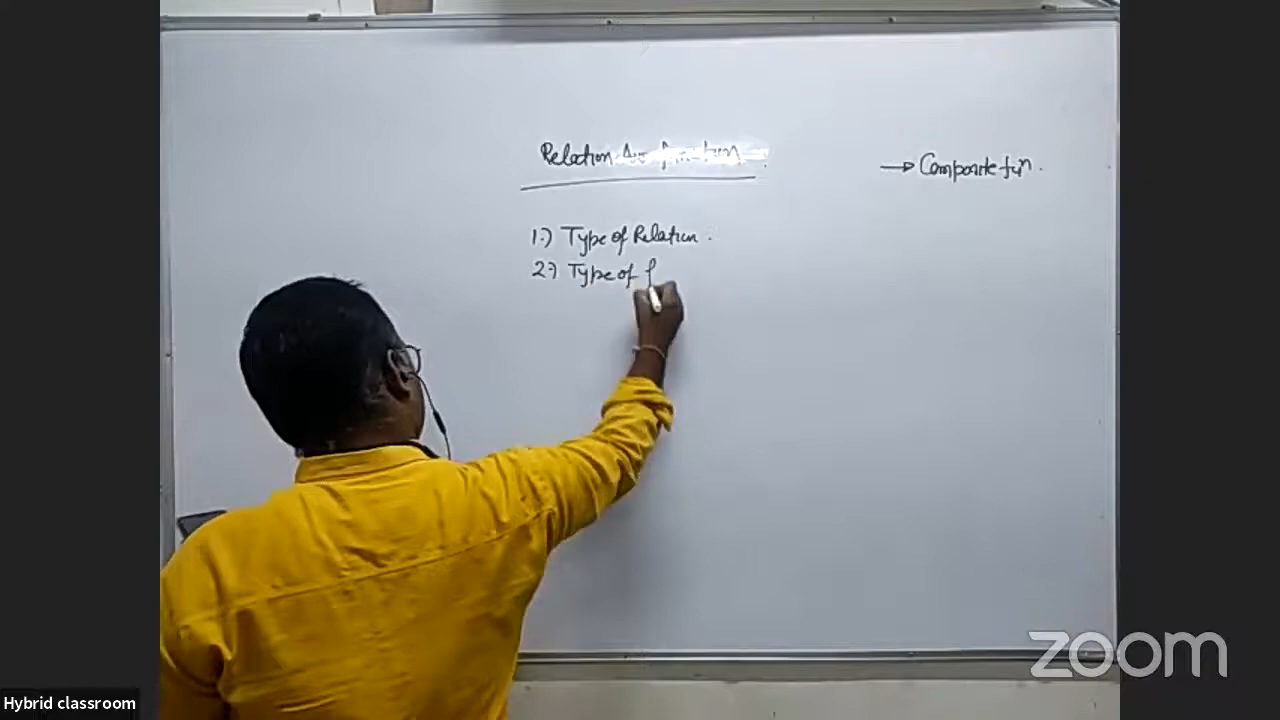 Relation And function
→ Composite fun.
1.) Type of Relation.
2.) Type of f
zoom
Hybrid classroom